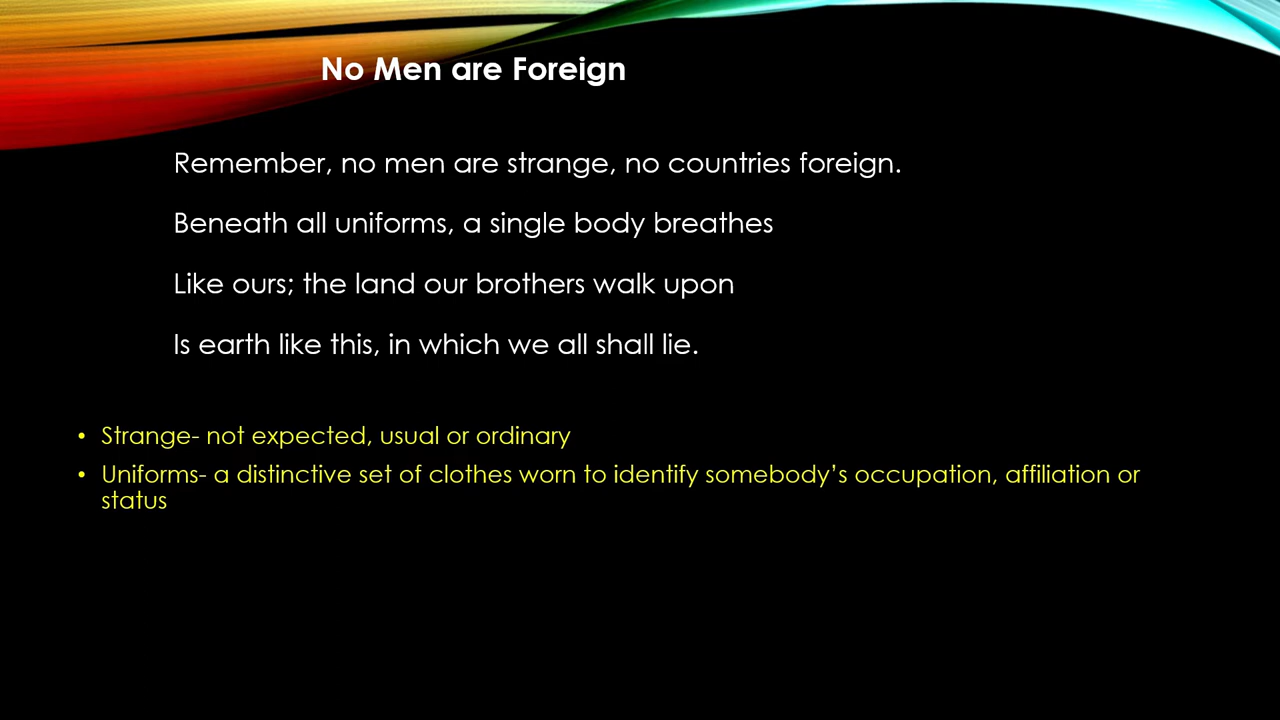 No Men are Foreign
Remember, no men are strange, no countries foreign.
Beneath all uniforms, a single body breathes
Like ours; the land our brothers walk upon
Is earth like this, in which we all shall lie.
• Strange- not expected, usual or ordinary
• Uniforms- a distinctive set of clothes worn to identify somebody’s occupation, affiliation or
status